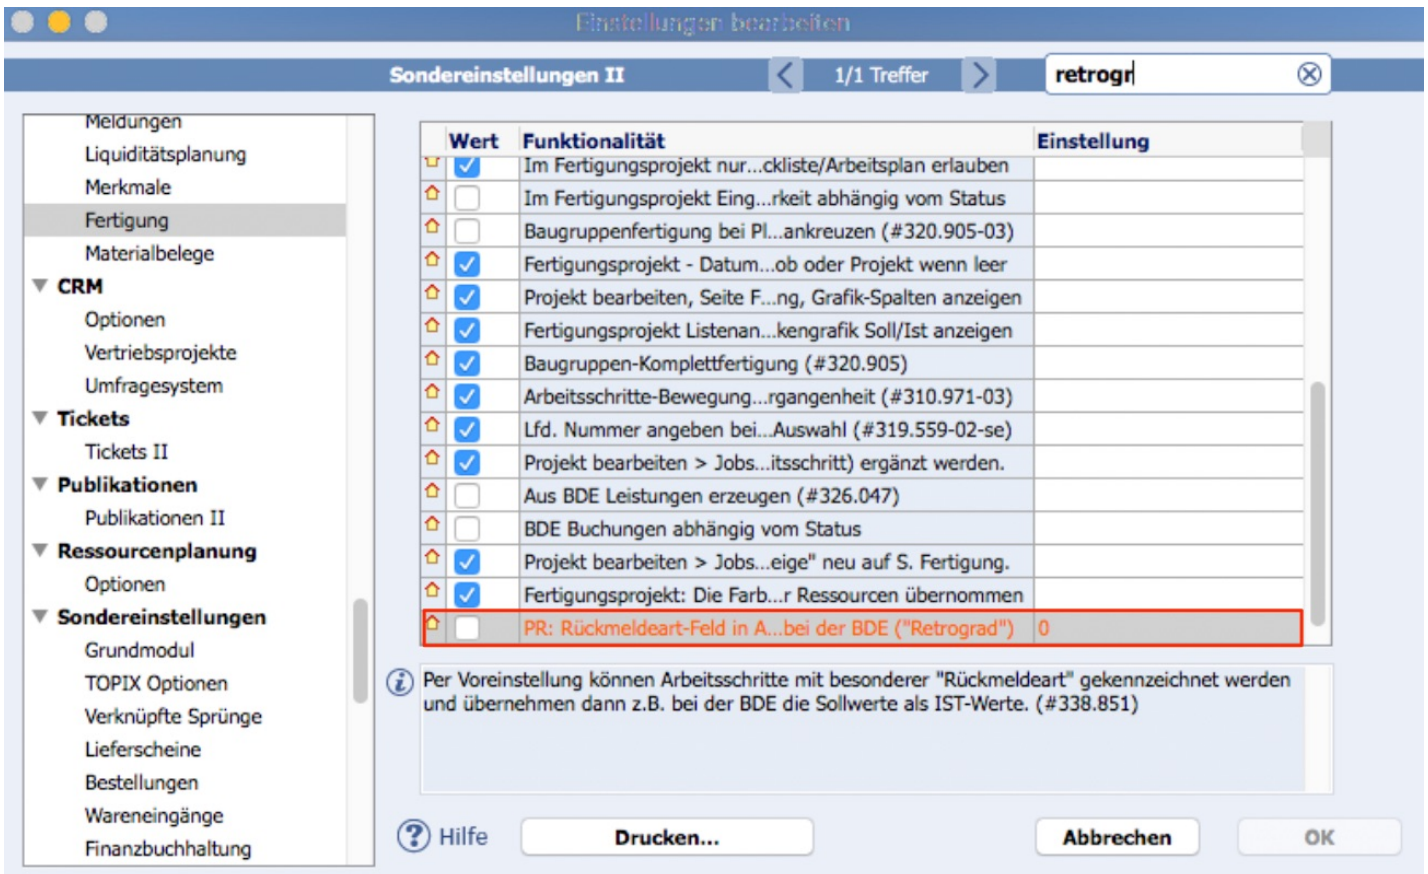 Einstellungen bearbeiten
Sondereinstellungen II
1/1 Treffer
retrogr
Meldungen
Liquiditätsplanung
Merkmale
Fertigung
Materialbelege
CRM
Optionen
Vertriebsprojekte
Umfragesystem
Tickets
Tickets II
Publikationen
Publikationen II
Ressourcenplanung
Optionen
Sondereinstellungen
Grundmodul
TOPIX Optionen
Verknüpfte Sprünge
Lieferscheine
Bestellungen
Wareneingänge
Finanzbuchhaltung
Wert Funktionalität Einstellung
Im Fertigungsprojekt nur...ckliste/Arbeitsplan erlauben
Im Fertigungsprojekt Eing...rkeit abhängig vom Status
Baugruppenfertigung bei Pl...ankreuzen (#320.905-03)
Fertigungsprojekt - Datum...ob oder Projekt wenn leer
Projekt bearbeiten, Seite F...ng, Grafik-Spalten anzeigen
Fertigungsprojekt Listenan...kengrafik Soll/Ist anzeigen
Baugruppen-Komplettfertigung (#320.905)
Arbeitsschritte-Bewegung...rgangenheit (#310.971-03)
Lfd. Nummer angeben bei...Auswahl (#319.559-02-se)
Projekt bearbeiten > Jobs...itsschritt) ergänzt werden.
Aus BDE Leistungen erzeugen (#326.047)
BDE Buchungen abhängig vom Status
Projekt bearbeiten > Jobs...eige" neu auf S. Fertigung.
Fertigungsprojekt: Die Farb...r Ressourcen übernommen
PR: Rückmeldeart-Feld in A...bei der BDE ("Retrograd") 0
Per Voreinstellung können Arbeitsschritte mit besonderer "Rückmeldeart" gekennzeichnet werden
und übernehmen dann z.B. bei der BDE die Sollwerte als IST-Werte. (#338.851)
? Hilfe
Drucken...
Abbrechen
OK